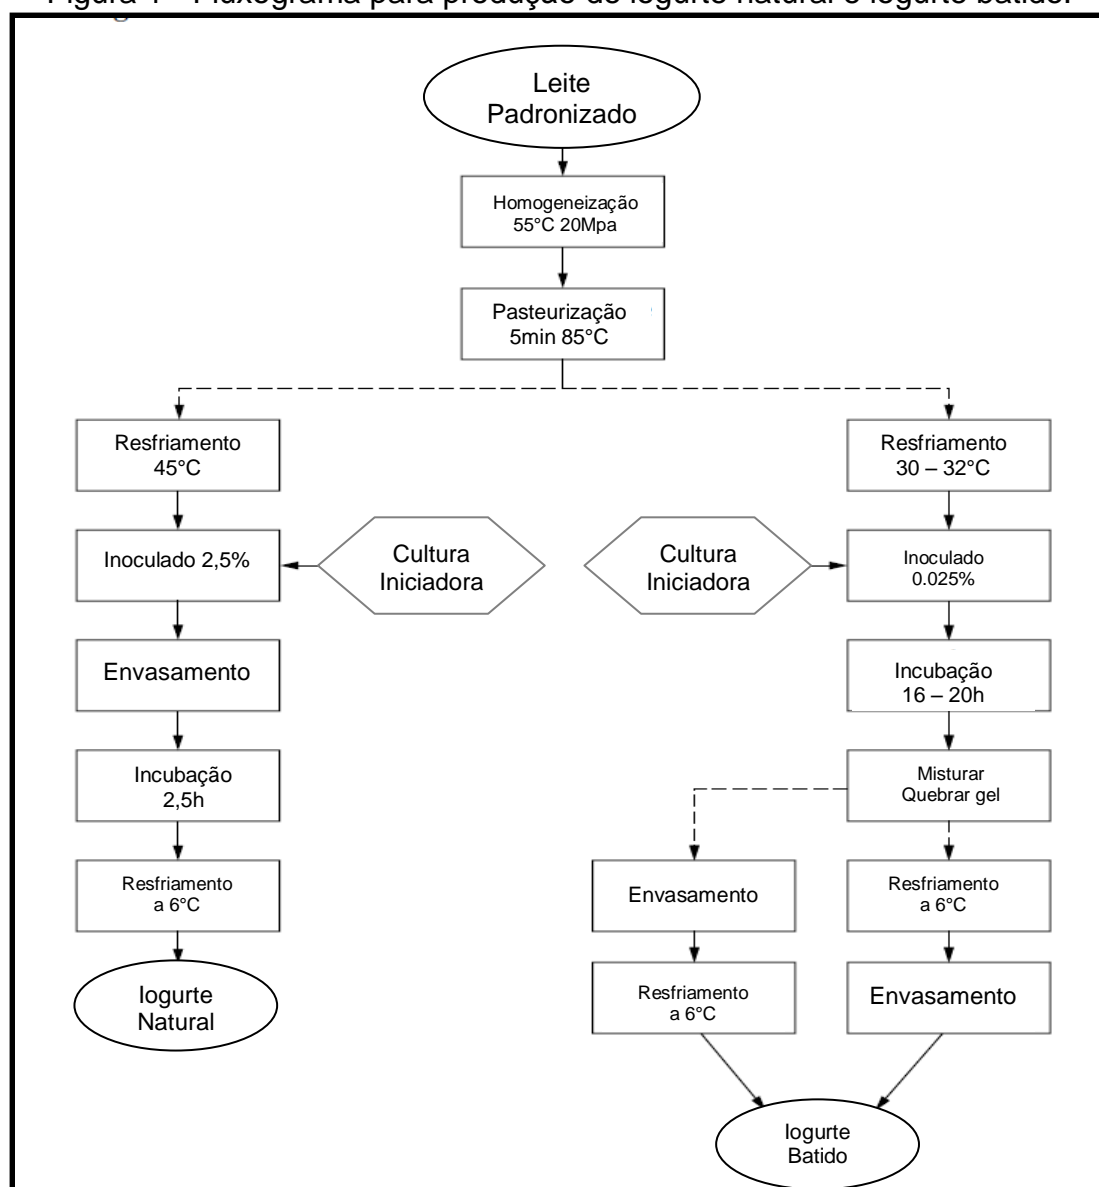 Figura 1 - Fluxograma para produção de iogurte natural e iogurte batido.
Leite
Padronizado
Homogeneização
55°C 20Mpa
Pasteurização
5min 85°C
Resfriamento
45°C
Inoculado 2,5%
Cultura
Iniciadora
Envasamento
Incubação
2,5h
Resfriamento
a 6°C
Iogurte
Natural
Resfriamento
30 – 32°C
Cultura
Iniciadora
Inoculado
0.025%
Incubação
16 – 20h
Misturar
Quebrar gel
Envasamento
Resfriamento
a 6°C
Resfriamento
a 6°C
Envasamento
Iogurte
Batido